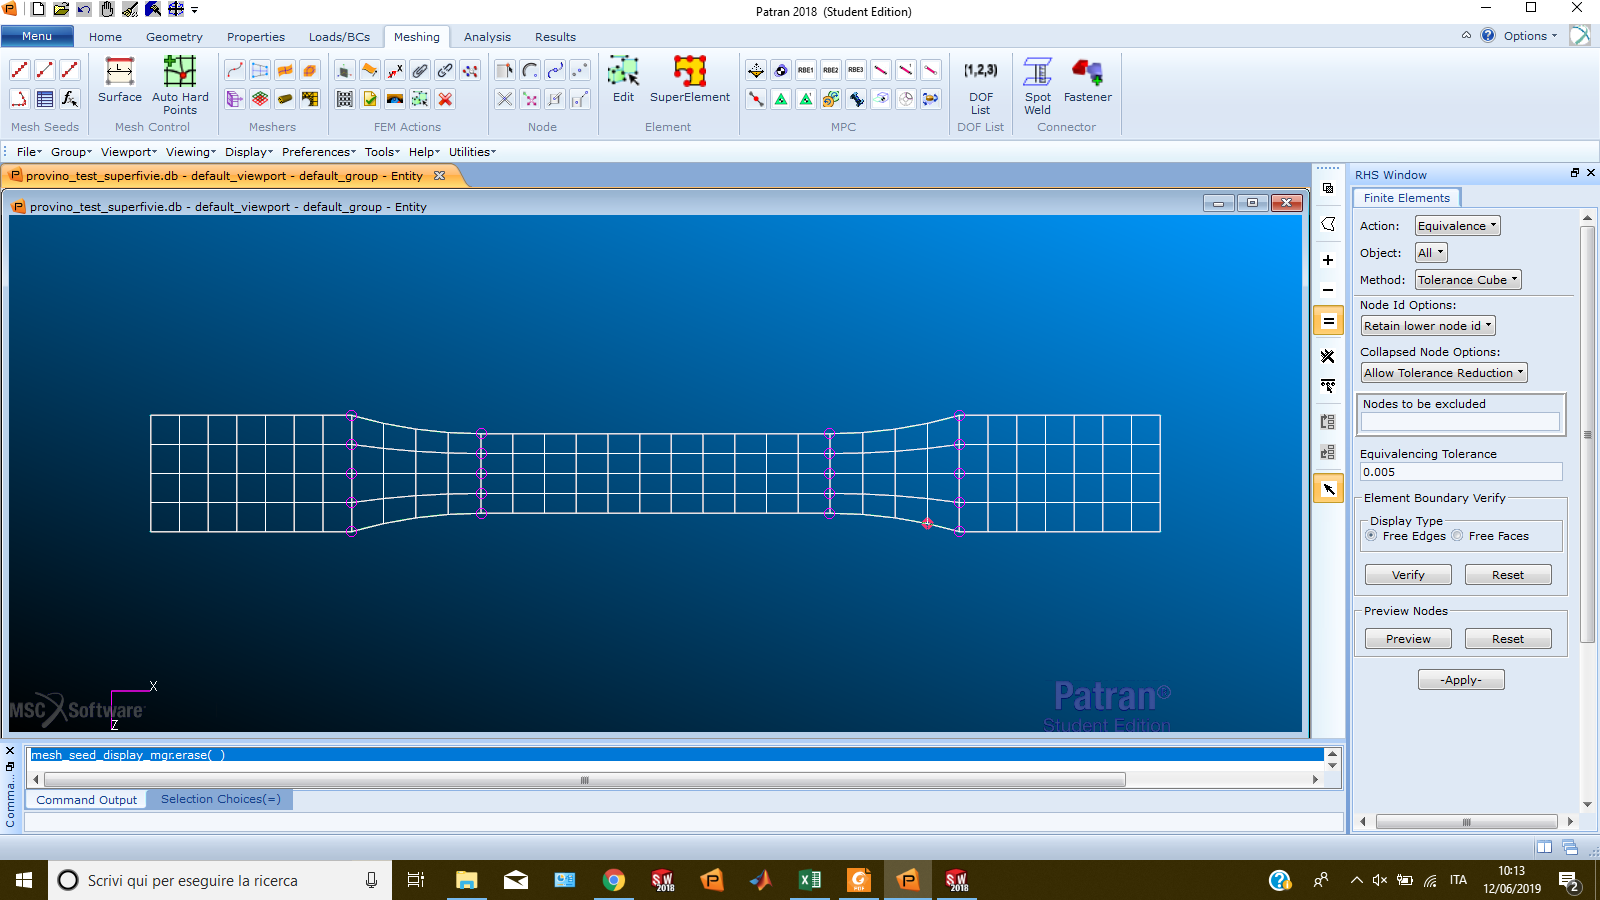 Patran 2018 (Student Edition)
Menu Home Geometry Properties Loads/BCs Meshing Analysis Results Options
Surface Auto Hard Points Edit SuperElement RBE1 RBE2 RBE3 (1,2,3) DOF List Spot Weld Fastener
Mesh Seeds Mesh Control Meshers FEM Actions Node Element MPC DOF List Connector
File Group Viewport Viewing Display Preferences Tools Help Utilities
provino_test_superfivie.db - default_viewport - default_group - Entity
provino_test_superfivie.db - default_viewport - default_group - Entity
X
Z
MSC Software
Patran
Student Edition
RHS Window
Finite Elements
Action: Equivalence
Object: All
Method: Tolerance Cube
Node Id Options:
Retain lower node id
Collapsed Node Options:
Allow Tolerance Reduction
Nodes to be excluded
Equivalencing Tolerance
0.005
Element Boundary Verify
Display Type
Free Edges Free Faces
Verify Reset
Preview Nodes
Preview Reset
-Apply-
Comma...
mesh_seed_display_mgr.erase( )
Command Output Selection Choices(=)
Scrivi qui per eseguire la ricerca
SW 2018
SW 2018
ITA
10:13
12/06/2019
2